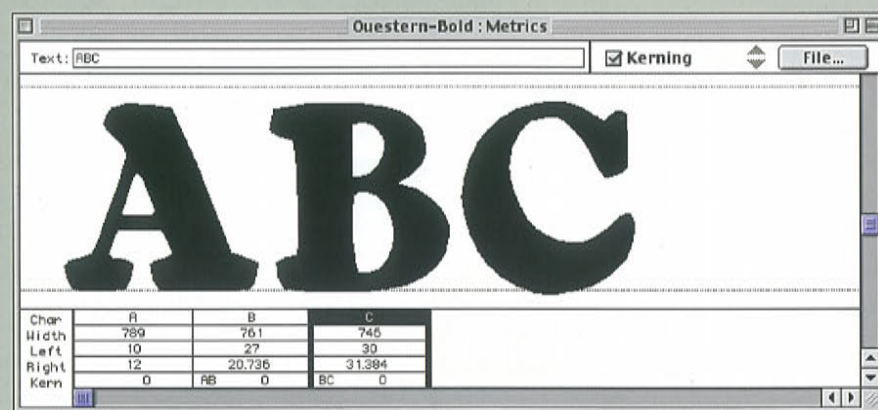 Ouestern-Bold : Metrics
Text: ABC
Kerning
File...
ABC
Char A B C
Width 789 761 745
Left 10 27 30
Right 12 20.736 31.384
Kern 0 AB 0 BC 0